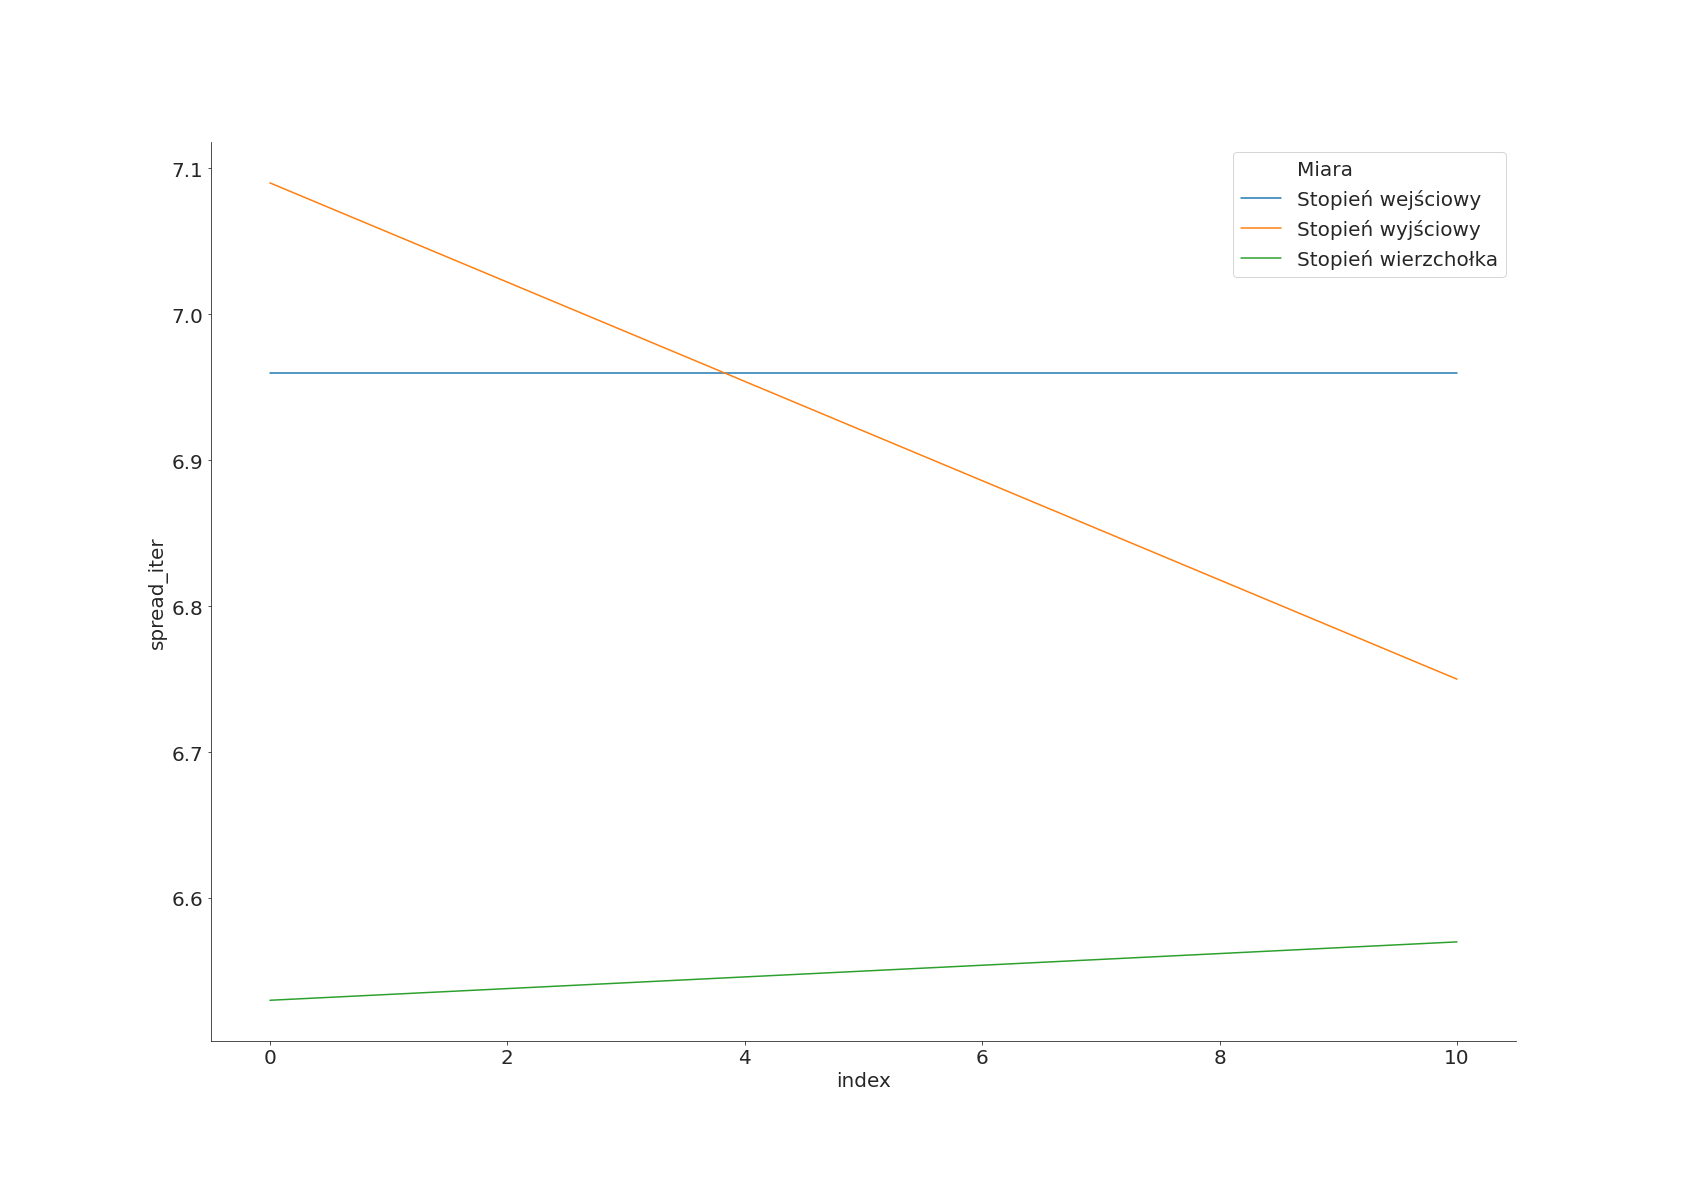 7.1
7.0
6.9
6.8
6.7
6.6
spread_iter
0 2 4 6 8 10
index
Miara
Stopień wejściowy
Stopień wyjściowy
Stopień wierzchołka